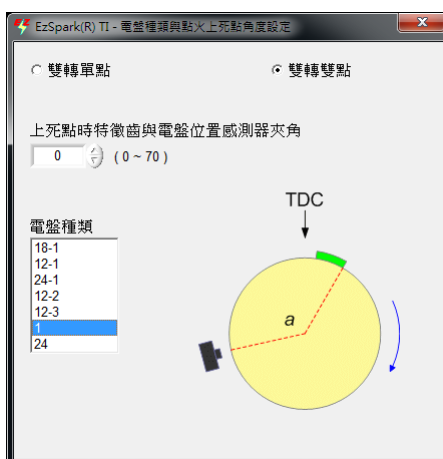 EzSpark(R) TI - 電盤種類與點火上死點角度設定
雙轉單點
雙轉雙點
上死點時特徵齒與電盤位置感測器夾角
0 ( 0 ~ 70 )
TDC
電盤種類
18-1
12-1
24-1
12-2
12-3
1
24
a